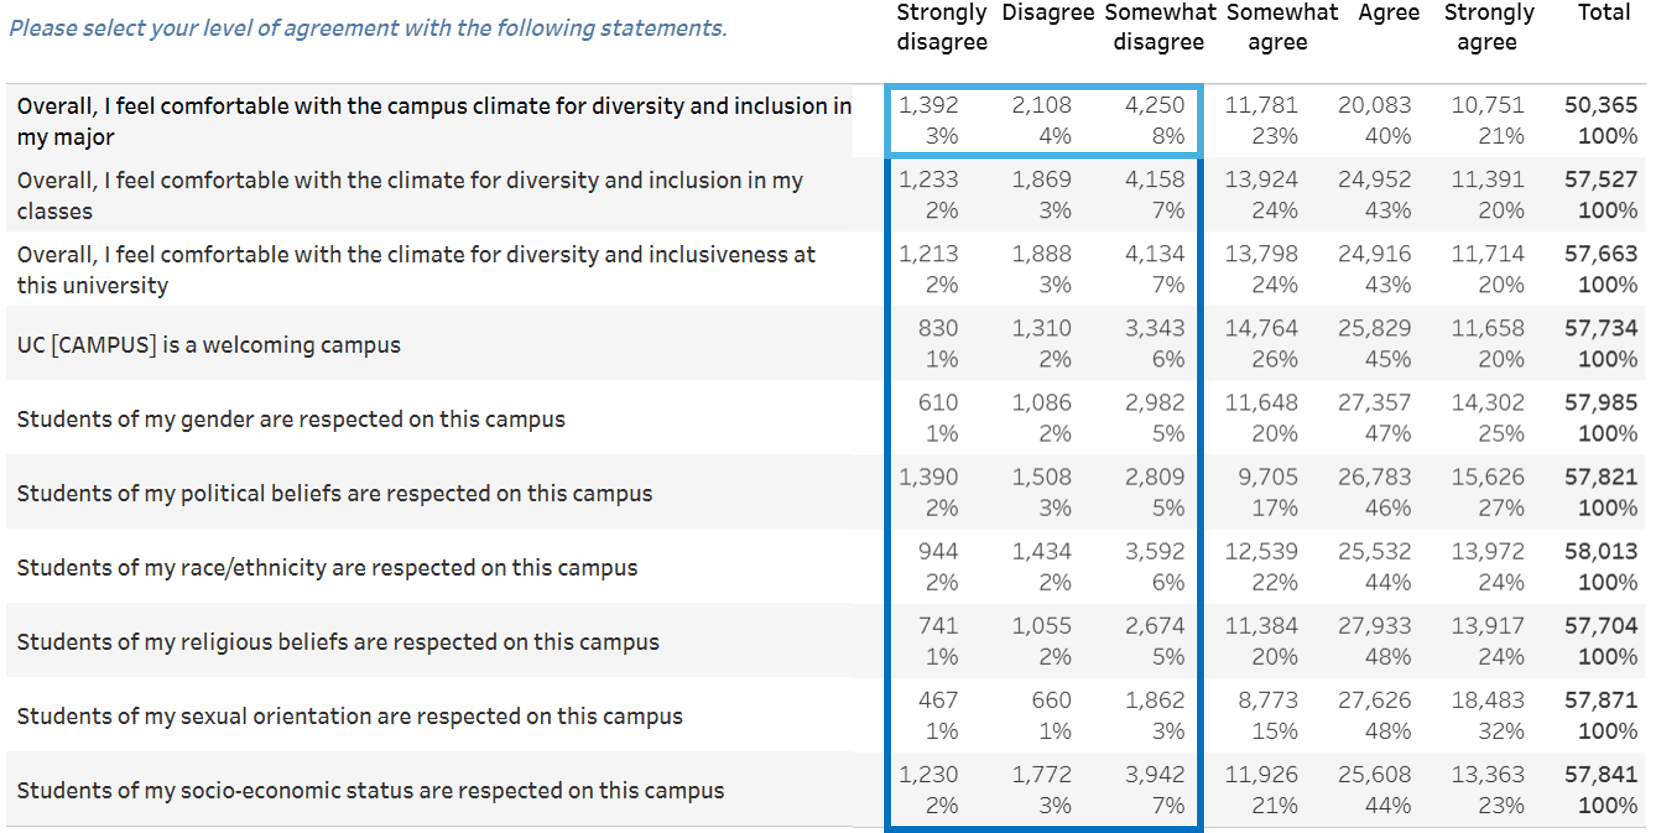 Please select your level of agreement with the following statements.
Strongly disagree Disagree Somewhat disagree Somewhat agree Agree Strongly agree Total
Overall, I feel comfortable with the campus climate for diversity and inclusion in
my major
1,392 2,108 4,250 11,781 20,083 10,751 50,365
3% 4% 8% 23% 40% 21% 100%
Overall, I feel comfortable with the climate for diversity and inclusion in my
classes
1,233 1,869 4,158 13,924 24,952 11,391 57,527
2% 3% 7% 24% 43% 20% 100%
Overall, I feel comfortable with the climate for diversity and inclusiveness at
this university
1,213 1,888 4,134 13,798 24,916 11,714 57,663
2% 3% 7% 24% 43% 20% 100%
UC [CAMPUS] is a welcoming campus
830 1,310 3,343 14,764 25,829 11,658 57,734
1% 2% 6% 26% 45% 20% 100%
Students of my gender are respected on this campus
610 1,086 2,982 11,648 27,357 14,302 57,985
1% 2% 5% 20% 47% 25% 100%
Students of my political beliefs are respected on this campus
1,390 1,508 2,809 9,705 26,783 15,626 57,821
2% 3% 5% 17% 46% 27% 100%
Students of my race/ethnicity are respected on this campus
944 1,434 3,592 12,539 25,532 13,972 58,013
2% 2% 6% 22% 44% 24% 100%
Students of my religious beliefs are respected on this campus
741 1,055 2,674 11,384 27,933 13,917 57,704
1% 2% 5% 20% 48% 24% 100%
Students of my sexual orientation are respected on this campus
467 660 1,862 8,773 27,626 18,483 57,871
1% 1% 3% 15% 48% 32% 100%
Students of my socio-economic status are respected on this campus
1,230 1,772 3,942 11,926 25,608 13,363 57,841
2% 3% 7% 21% 44% 23% 100%